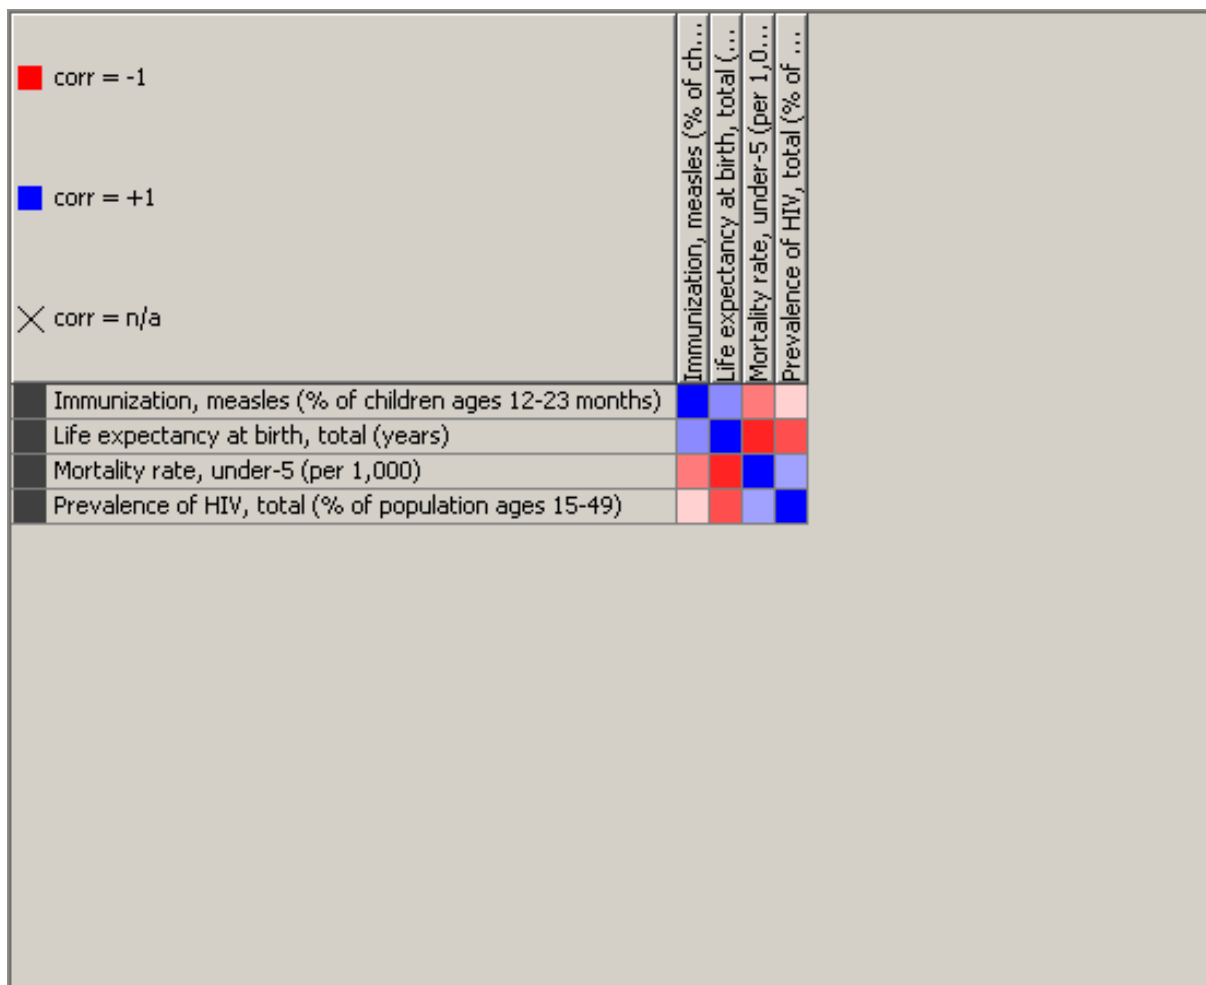 corr = -1
corr = +1
corr = n/a
Immunization, measles (% of ch...
Life expectancy at birth, total (...
Mortality rate, under-5 (per 1,0...
Prevalence of HIV, total (% of ...
Immunization, measles (% of children ages 12-23 months)
Life expectancy at birth, total (years)
Mortality rate, under-5 (per 1,000)
Prevalence of HIV, total (% of population ages 15-49)